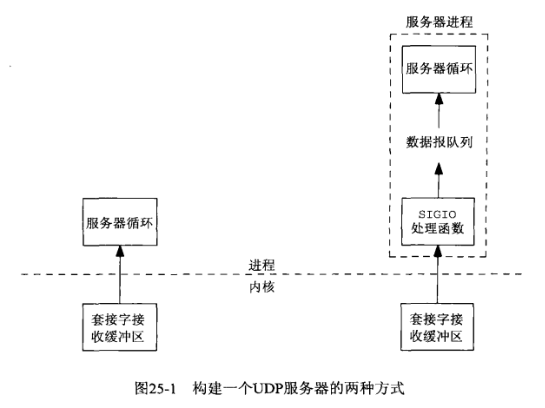 服务器进程
服务器循环
数据报队列
服务器循环
SIGIO
处理函数
进程
内核
套接字接
收缓冲区
套接字接
收缓冲区
图25-1 构建一个UDP服务器的两种方式